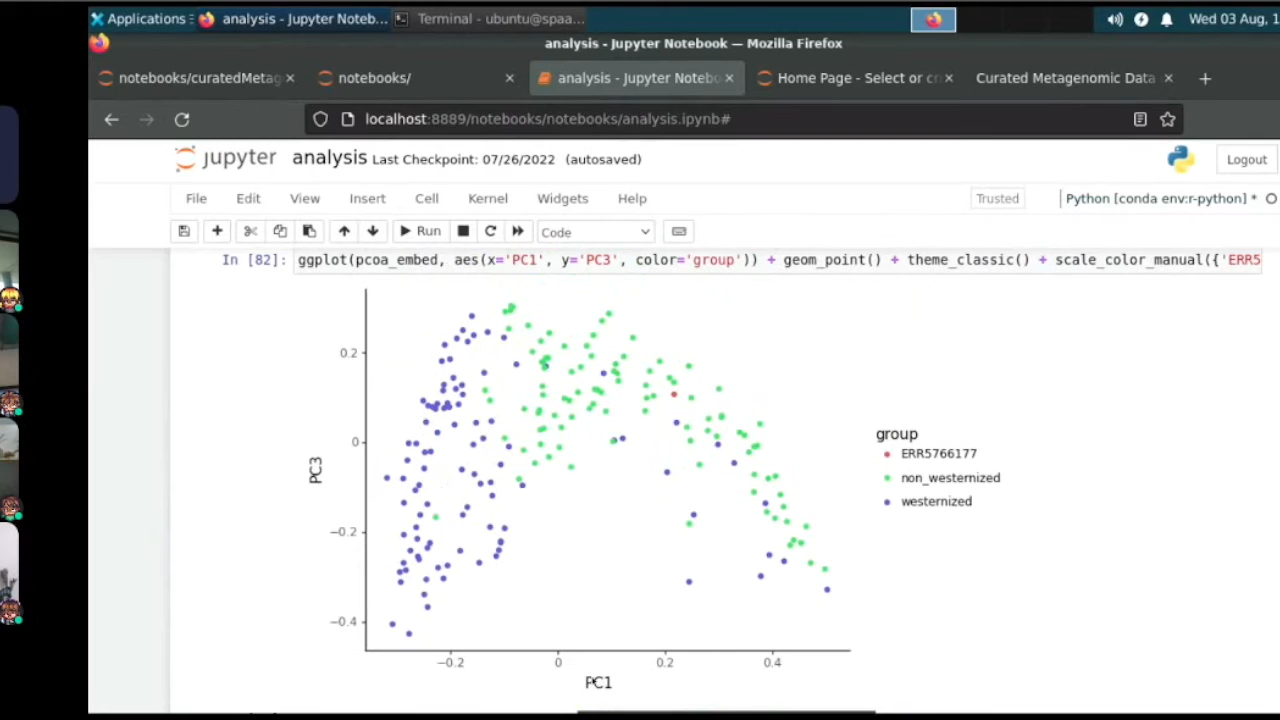 Applications : analysis - Jupyter Noteb... Terminal - ubuntu@spaa... Wed 03 Aug, 1
analysis - Jupyter Notebook — Mozilla Firefox
notebooks/curatedMetag notebooks/ analysis - Jupyter Notebo Home Page - Select or cr Curated Metagenomic Data
localhost:8889/notebooks/notebooks/analysis.ipynb#
jupyter analysis Last Checkpoint: 07/26/2022 (autosaved) Logout
File Edit View Insert Cell Kernel Widgets Help Trusted Python [conda env:r-python] *
Run Code
In [82]: ggplot(pcoa_embed, aes(x='PC1', y='PC3', color='group')) + geom_point() + theme_classic() + scale_color_manual({'ERR5
0.2
0
−0.2
−0.4
PC3
−0.2 0 0.2 0.4
PC1
group
ERR5766177
non_westernized
westernized